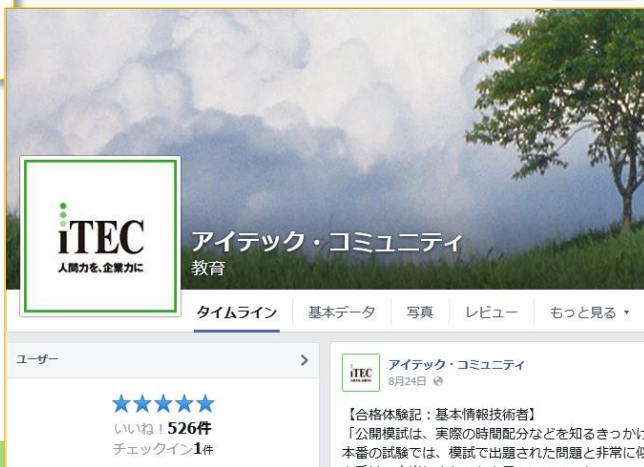 iTEC
人間力を、企業力に
アイテック・コミュニティ
教育
タイムライン 基本データ 写真 レビュー もっと見る
ユーザー
いいね！526件
チェックイン1件
iTEC
アイテック・コミュニティ
8月24日
【合格体験記：基本情報技術者】
「公開模試は、実際の時間配分などを知るきっかけ
本番の試験では、模試で出題された問題と非常に似